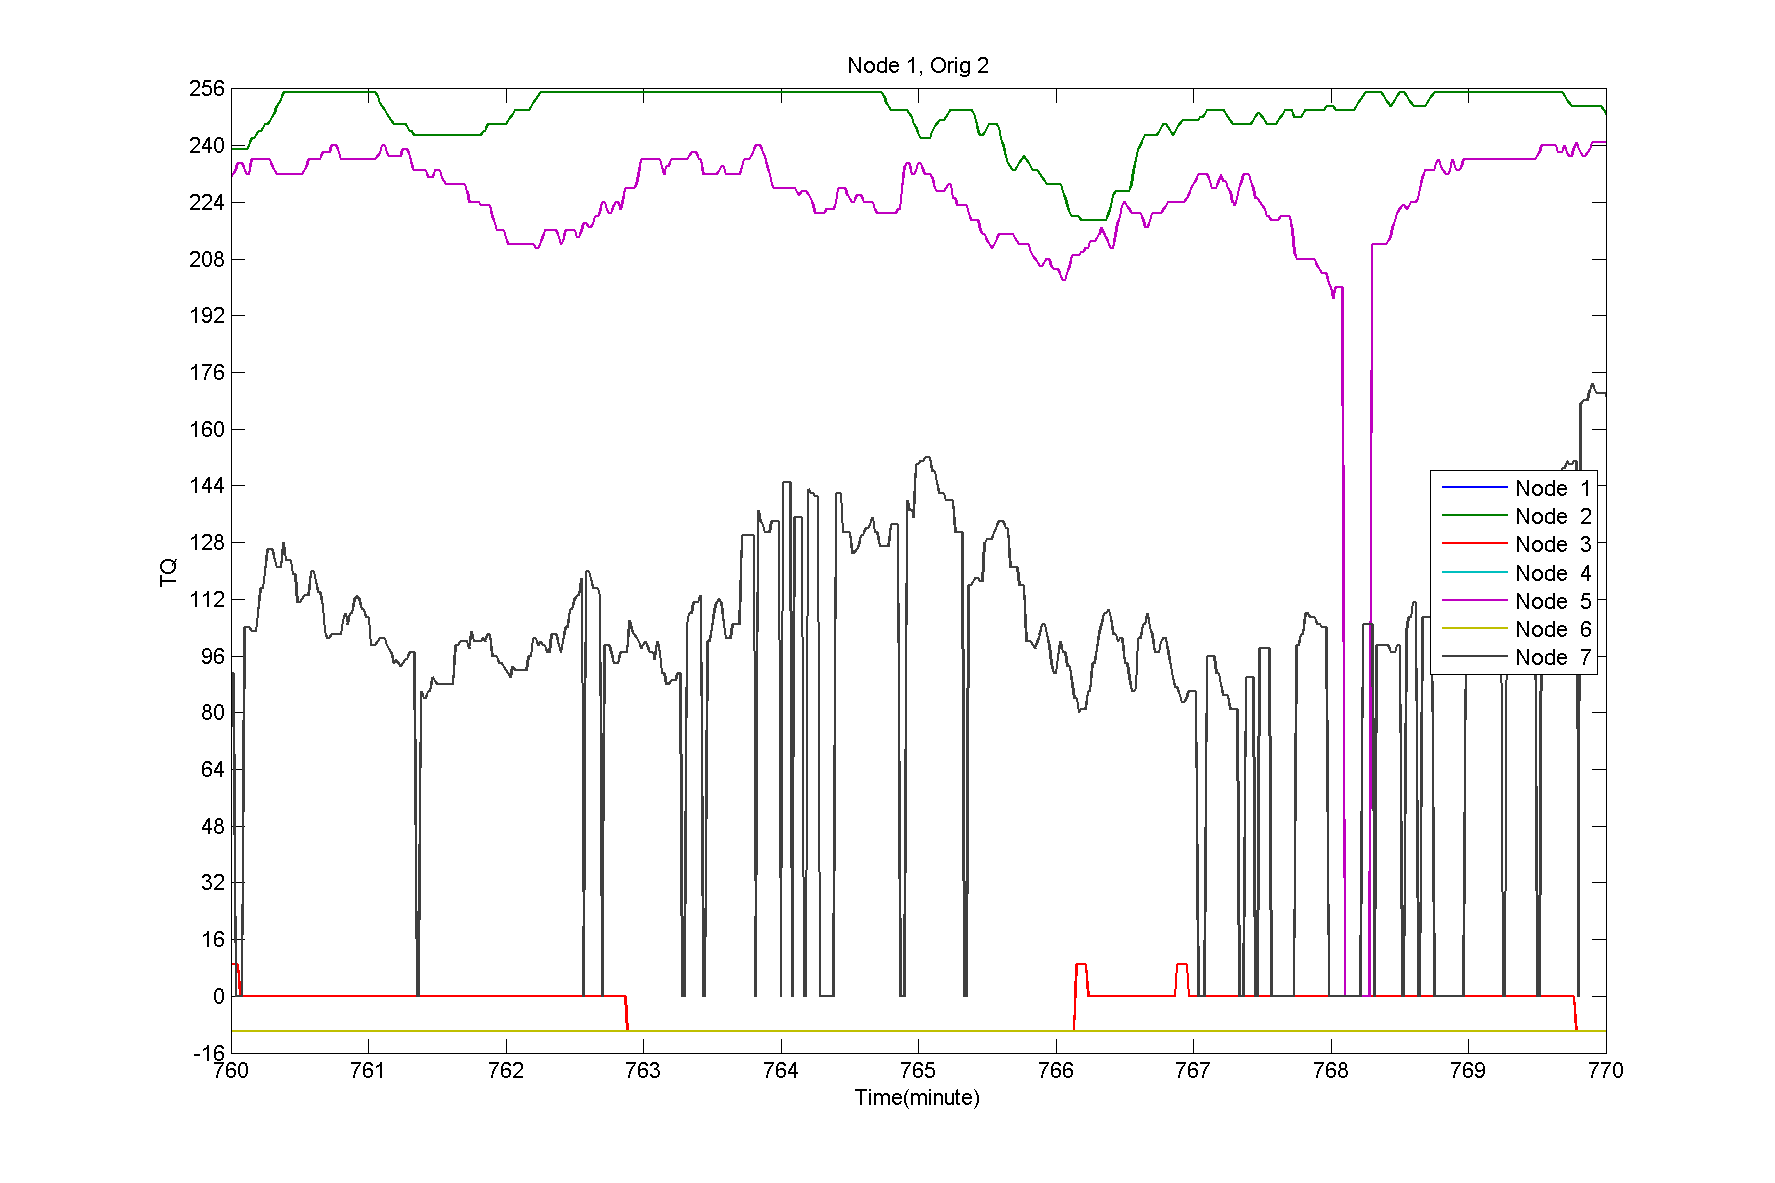 Node 1, Orig 2
256
240
224
208
192
176
160
144
128
112
96
80
64
48
32
16
0
-16
TQ
Node 1
Node 2
Node 3
Node 4
Node 5
Node 6
Node 7
760 761 762 763 764 765 766 767 768 769 770
Time(minute)